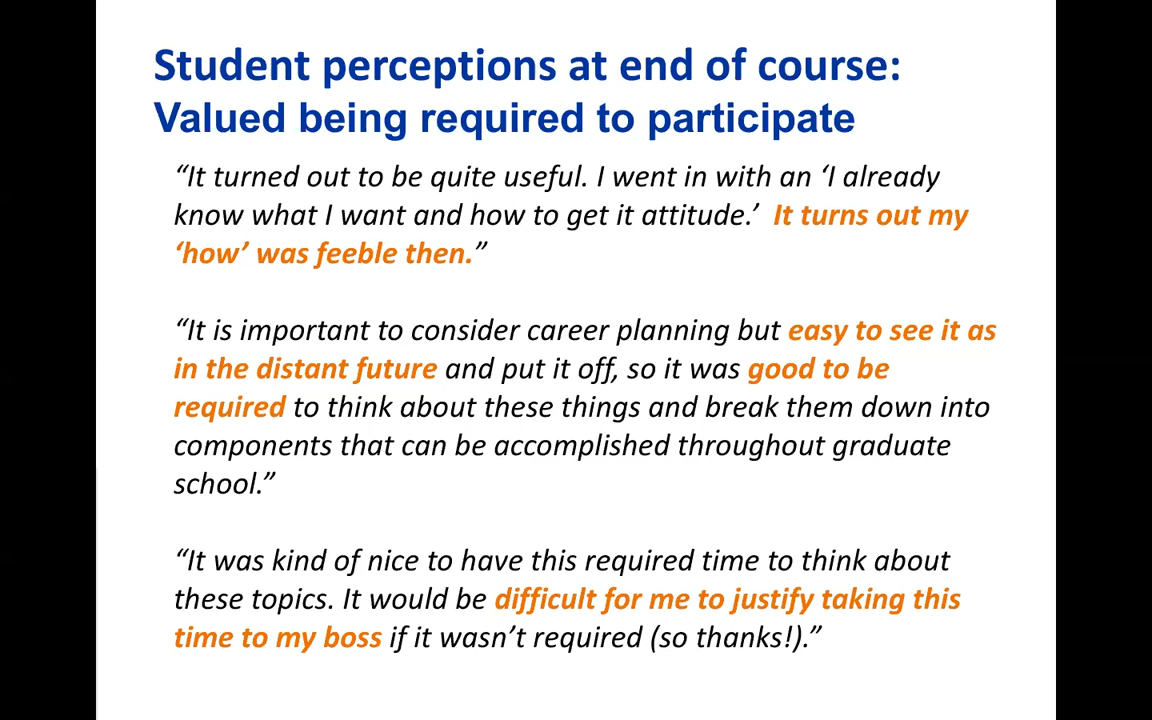 Student perceptions at end of course:
Valued being required to participate
“It turned out to be quite useful. I went in with an ‘I already
know what I want and how to get it attitude.’ It turns out my
‘how’ was feeble then.”
“It is important to consider career planning but easy to see it as
in the distant future and put it off, so it was good to be
required to think about these things and break them down into
components that can be accomplished throughout graduate
school.”
“It was kind of nice to have this required time to think about
these topics. It would be difficult for me to justify taking this
time to my boss if it wasn’t required (so thanks!).”